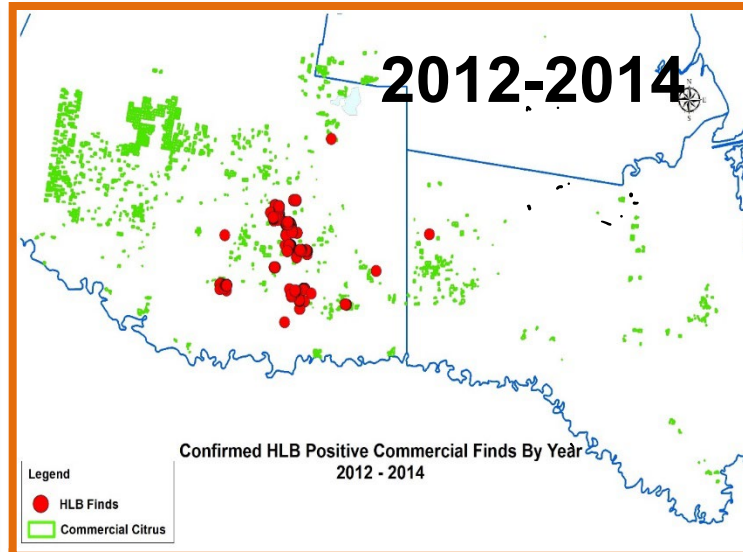 2012-2014
N
W E
S
Confirmed HLB Positive Commercial Finds By Year
2012 - 2014
Legend
HLB Finds
Commercial Citrus